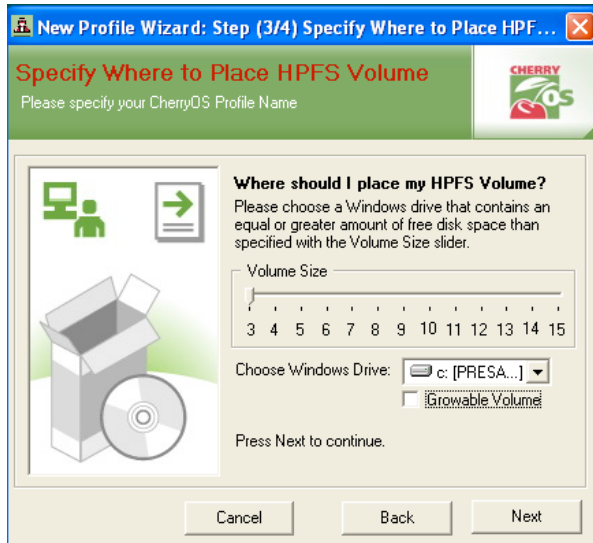 New Profile Wizard: Step (3/4) Specify Where to Place HPF...
Specify Where to Place HPFS Volume
Please specify your CherryOS Profile Name
CHERRY
OS
Where should I place my HPFS Volume?
Please choose a Windows drive that contains an
equal or greater amount of free disk space than
specified with the Volume Size slider.
Volume Size
3 4 5 6 7 8 9 10 11 12 13 14 15
Choose Windows Drive: c: [PRESA...]
Growable Volume
Press Next to continue.
Cancel Back Next